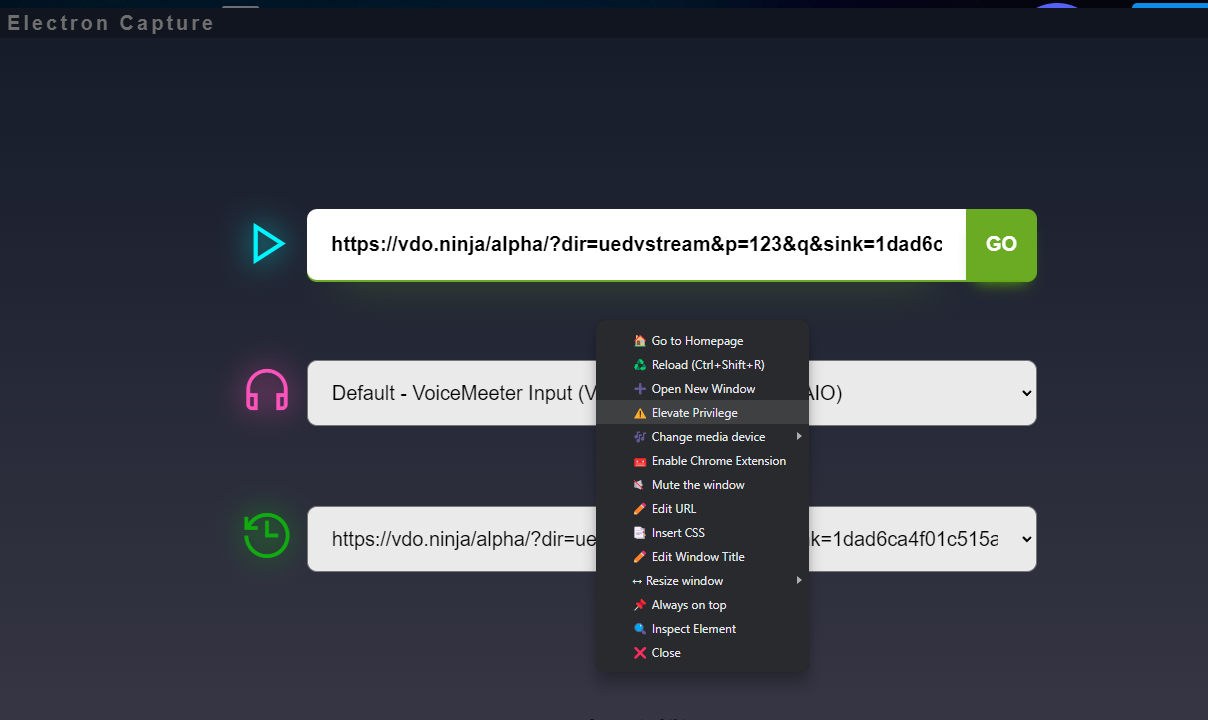 Electron Capture
https://vdo.ninja/alpha/?dir=uedvstream&p=123&q&sink=1dad6c
GO
Default - VoiceMeeter Input (V
AIO)
https://vdo.ninja/alpha/?dir=ue
k=1dad6ca4f01c515a
Go to Homepage
Reload (Ctrl+Shift+R)
Open New Window
Elevate Privilege
Change media device
Enable Chrome Extension
Mute the window
Edit URL
Insert CSS
Edit Window Title
Resize window
Always on top
Inspect Element
Close